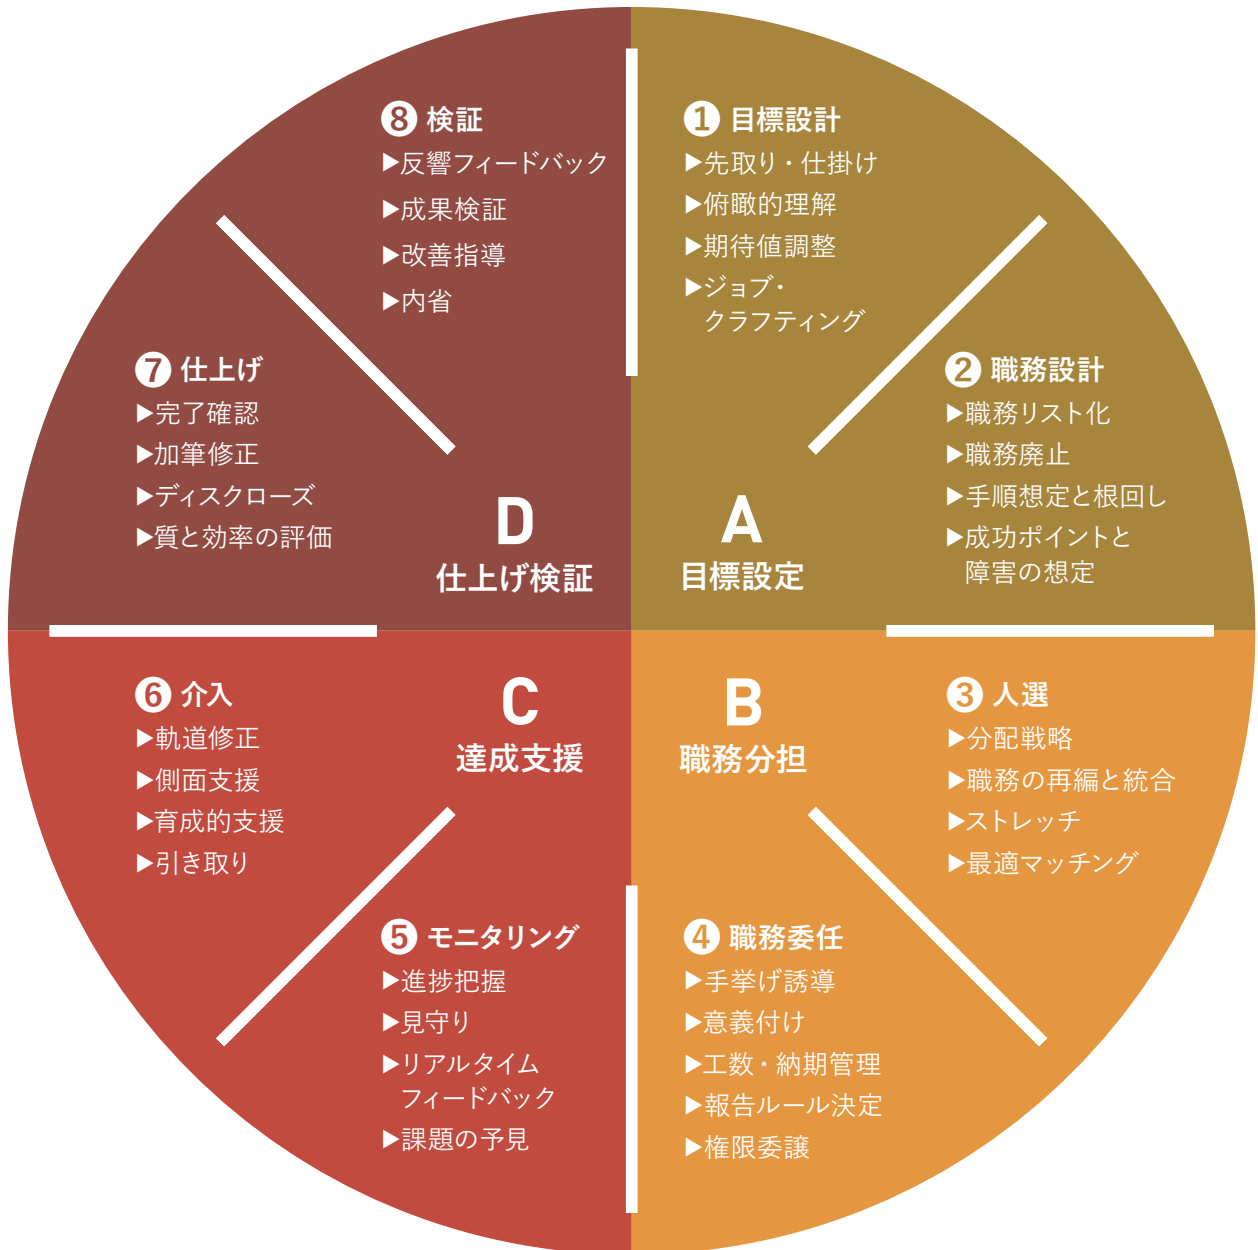 ❶ 目標設計
▶先取り・仕掛け
▶俯瞰的理解
▶期待値調整
▶ジョブ・
クラフティング
❷ 職務設計
▶職務リスト化
▶職務廃止
▶手順想定と根回し
▶成功ポイントと
障害の想定
A
目標設定
❸ 人選
▶分配戦略
▶職務の再編と統合
▶ストレッチ
▶最適マッチング
❹ 職務委任
▶手挙げ誘導
▶意義付け
▶工数・納期管理
▶報告ルール決定
▶権限委譲
B
職務分担
❺ モニタリング
▶進捗把握
▶見守り
▶リアルタイム
フィードバック
▶課題の予見
❻ 介入
▶軌道修正
▶側面支援
▶育成的支援
▶引き取り
C
達成支援
❼ 仕上げ
▶完了確認
▶加筆修正
▶ディスクローズ
▶質と効率の評価
❽ 検証
▶反響フィードバック
▶成果検証
▶改善指導
▶内省
D
仕上げ検証